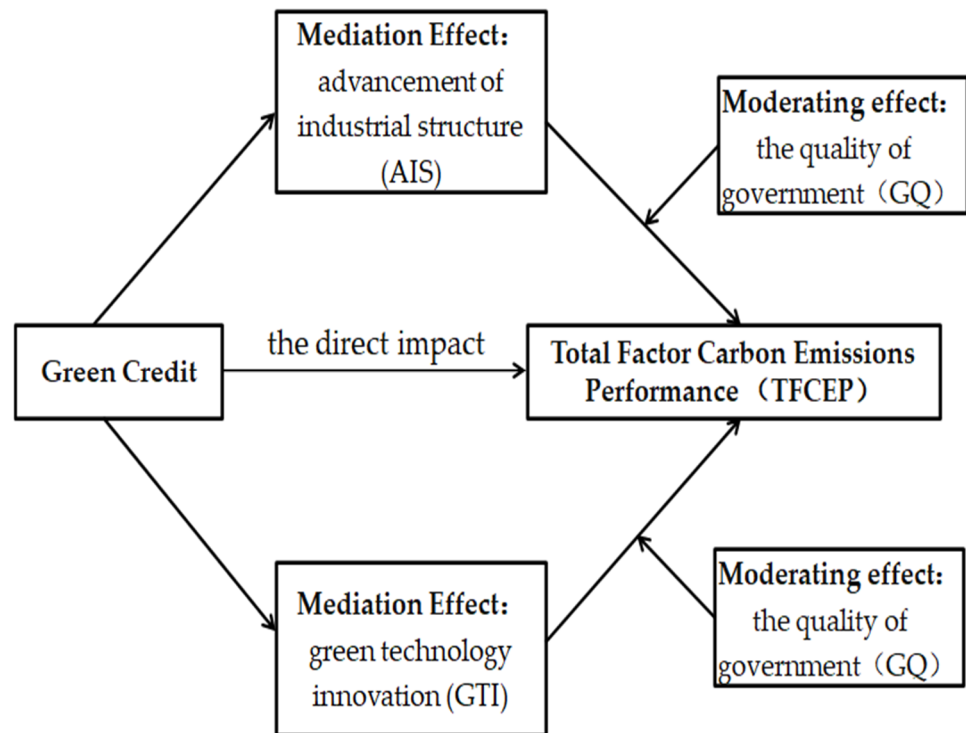 Mediation Effect：
advancement of
industrial structure
(AIS)
Moderating effect：
the quality of
government（GQ）
Green Credit
the direct impact
Total Factor Carbon Emissions
Performance （TFCEP）
Mediation Effect：
green technology
innovation (GTI)
Moderating effect：
the quality of
government（GQ）